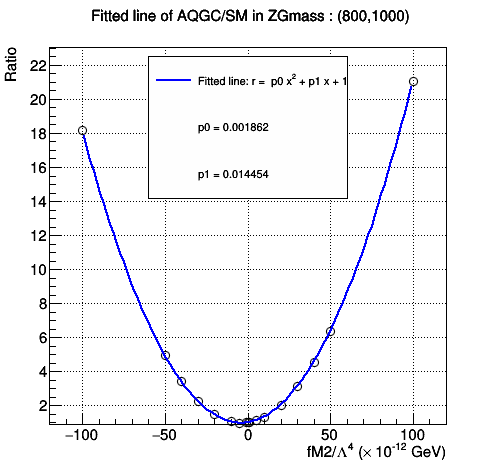 Fitted line of AQGC/SM in ZGmass : (800,1000)
Ratio
Fitted line: r = p0 x² + p1 x + 1
p0 = 0.001862
p1 = 0.014454
22
20
18
16
14
12
10
8
6
4
2
−100 −50 0 50 100
fM2/Λ⁴ (× 10⁻¹² GeV)